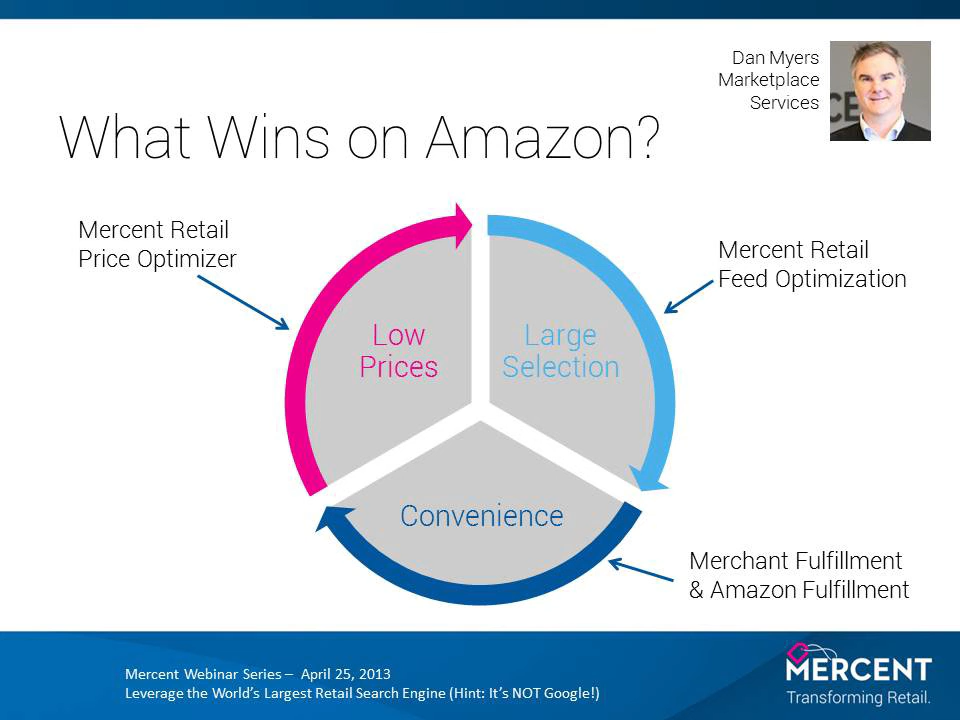 Dan Myers
Marketplace
Services
What Wins on Amazon?
Mercent Retail
Price Optimizer
Mercent Retail
Feed Optimization
Low
Prices
Large
Selection
Convenience
Merchant Fulfillment
& Amazon Fulfillment
Mercent Webinar Series – April 25, 2013
Leverage the World's Largest Retail Search Engine (Hint: It's NOT Google!)
MERCENT
Transforming Retail.